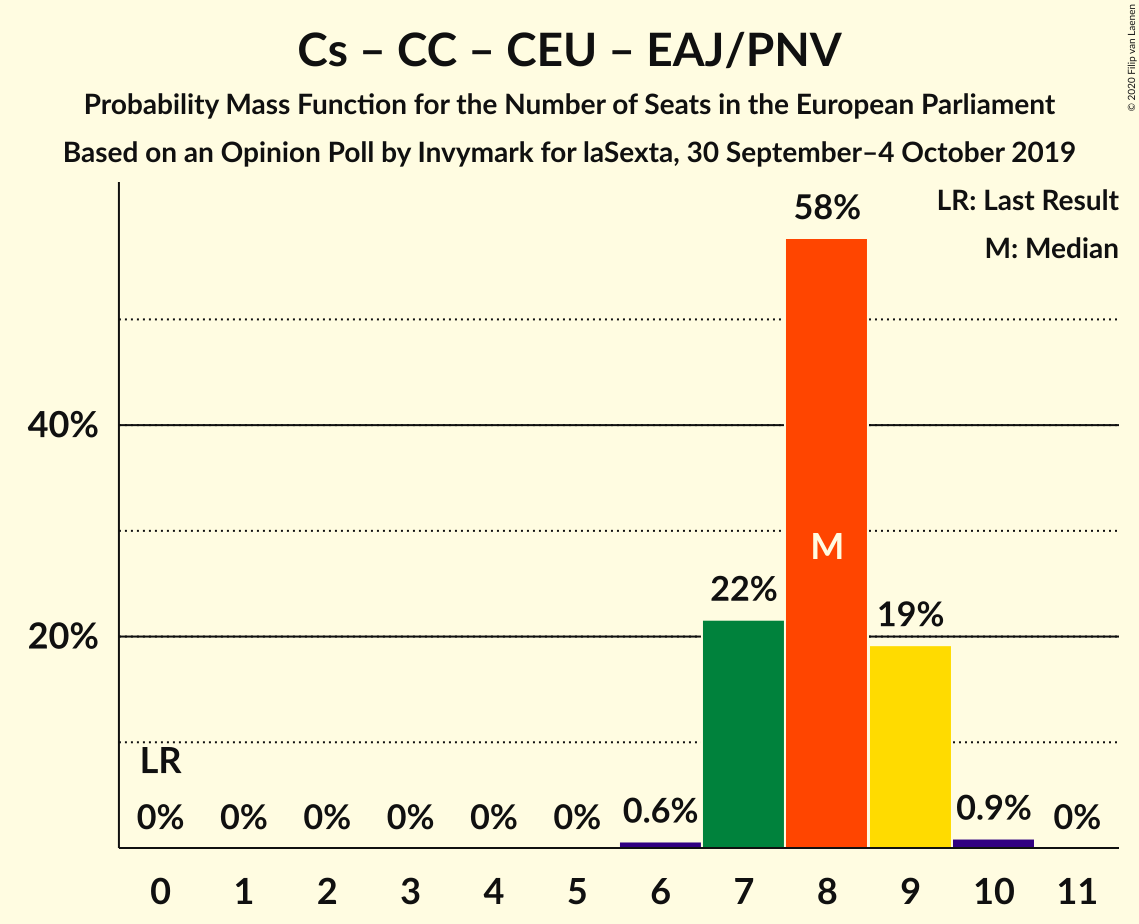 Cs – CC – CEU – EAJ/PNV
Probability Mass Function for the Number of Seats in the European Parliament
Based on an Opinion Poll by Invymark for laSexta, 30 September–4 October 2019
© 2020 Filip van Laenen
LR: Last Result
M: Median
58%
40%
M
22%
19%
20%
LR
0% 0% 0% 0% 0% 0% 0.6% 0.9% 0%
0 1 2 3 4 5 6 7 8 9 10 11